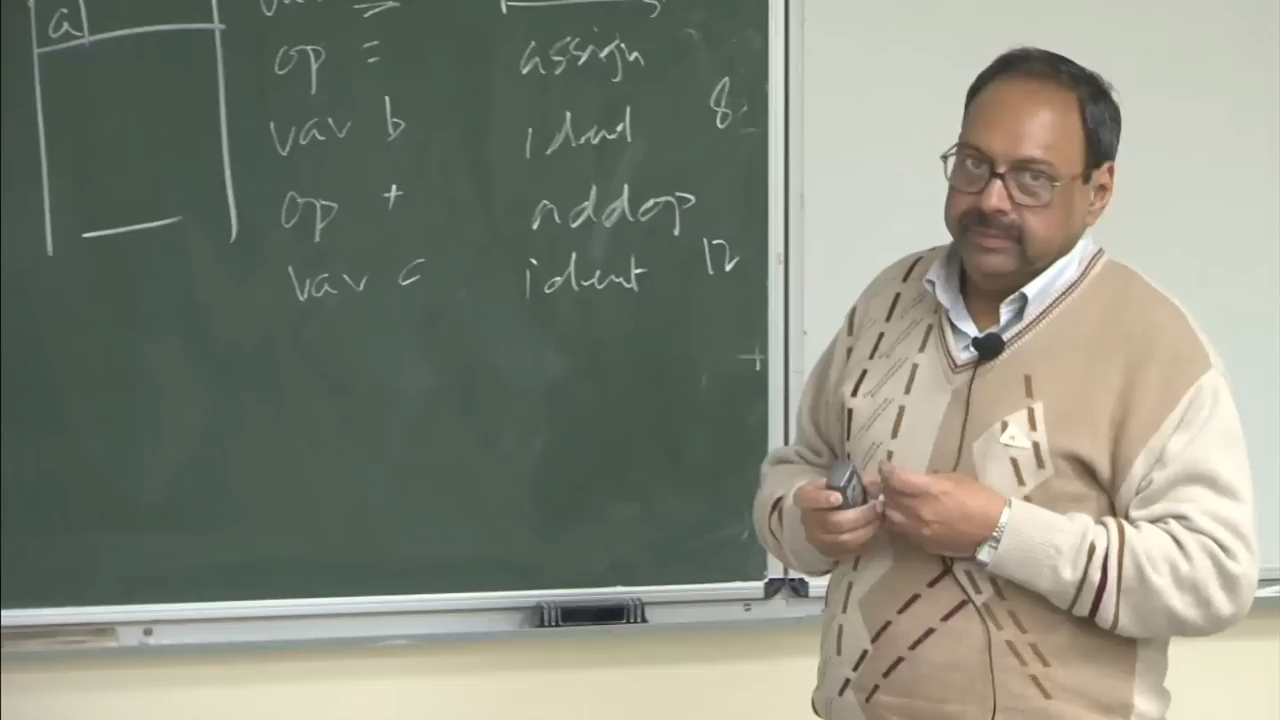 a
op = assign
var b ident 8
op + addop
var c ident 12